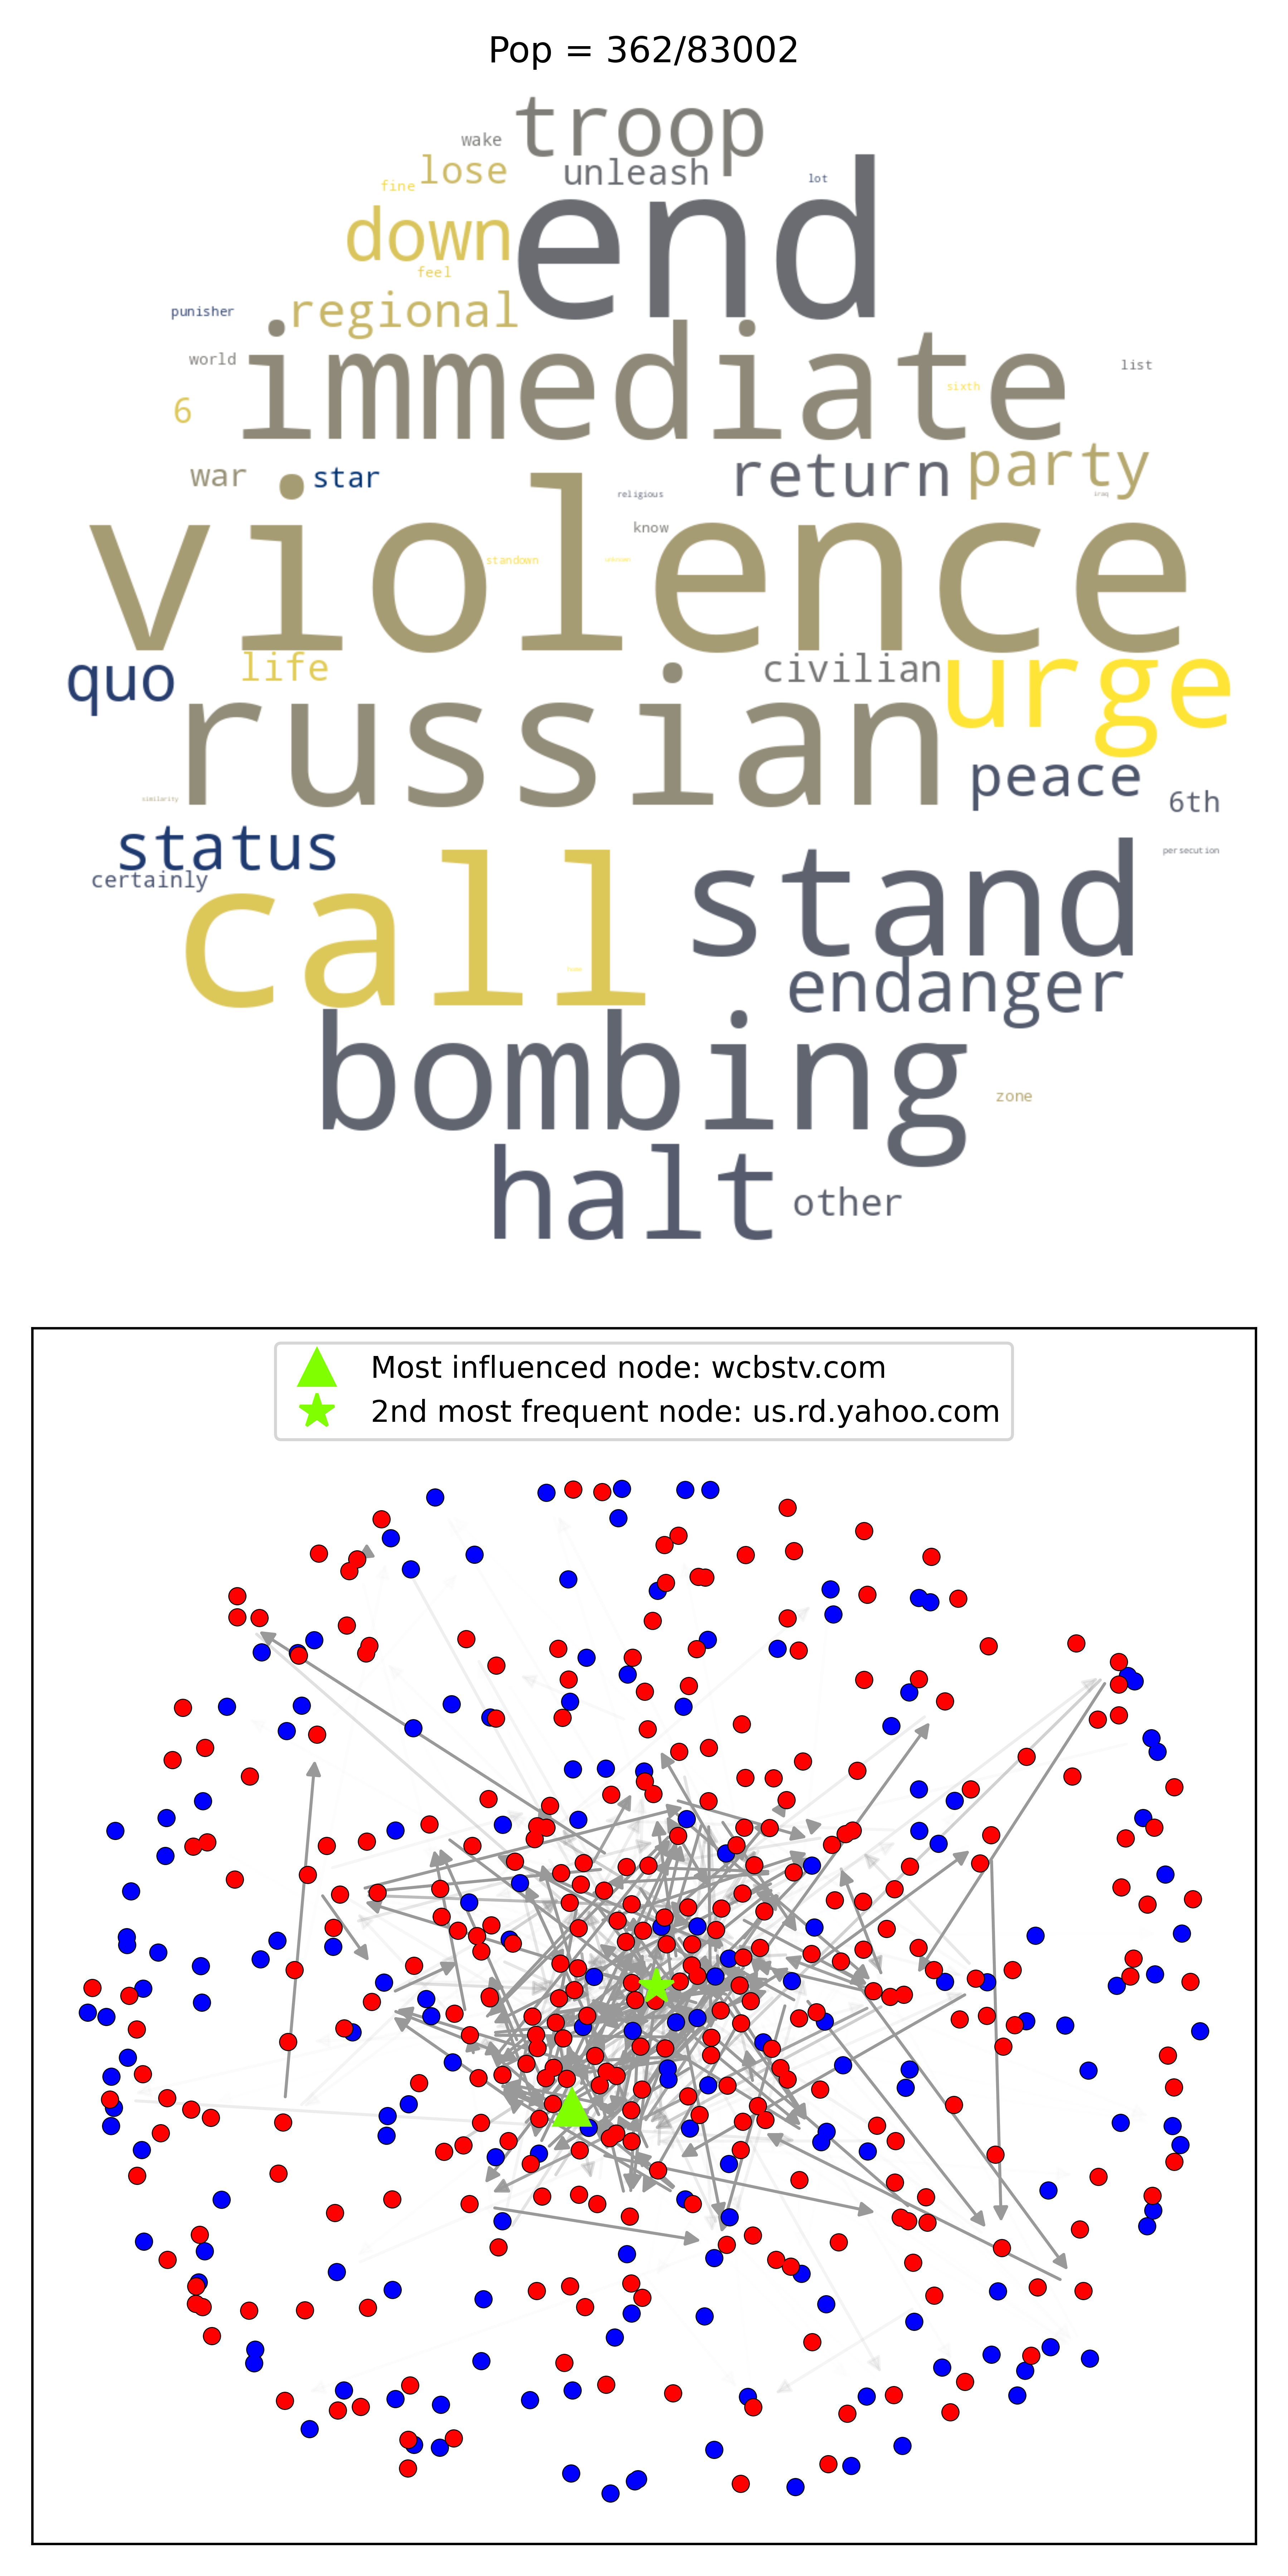 Pop = 362/83002
troop
wake
lose
unleash
lot
fine
end
down
feel
regional
punisher
immediate
world
list
sixth
6
war
star
return
party
religious
iraq
violence
know
standown
quo
life
civilian
urge
russian
peace
6th
similarity
status
certainly
persecution
call
stand
endanger
bombing
zone
halt
other
Most influenced node: wcbstv.com
2nd most frequent node: us.rd.yahoo.com